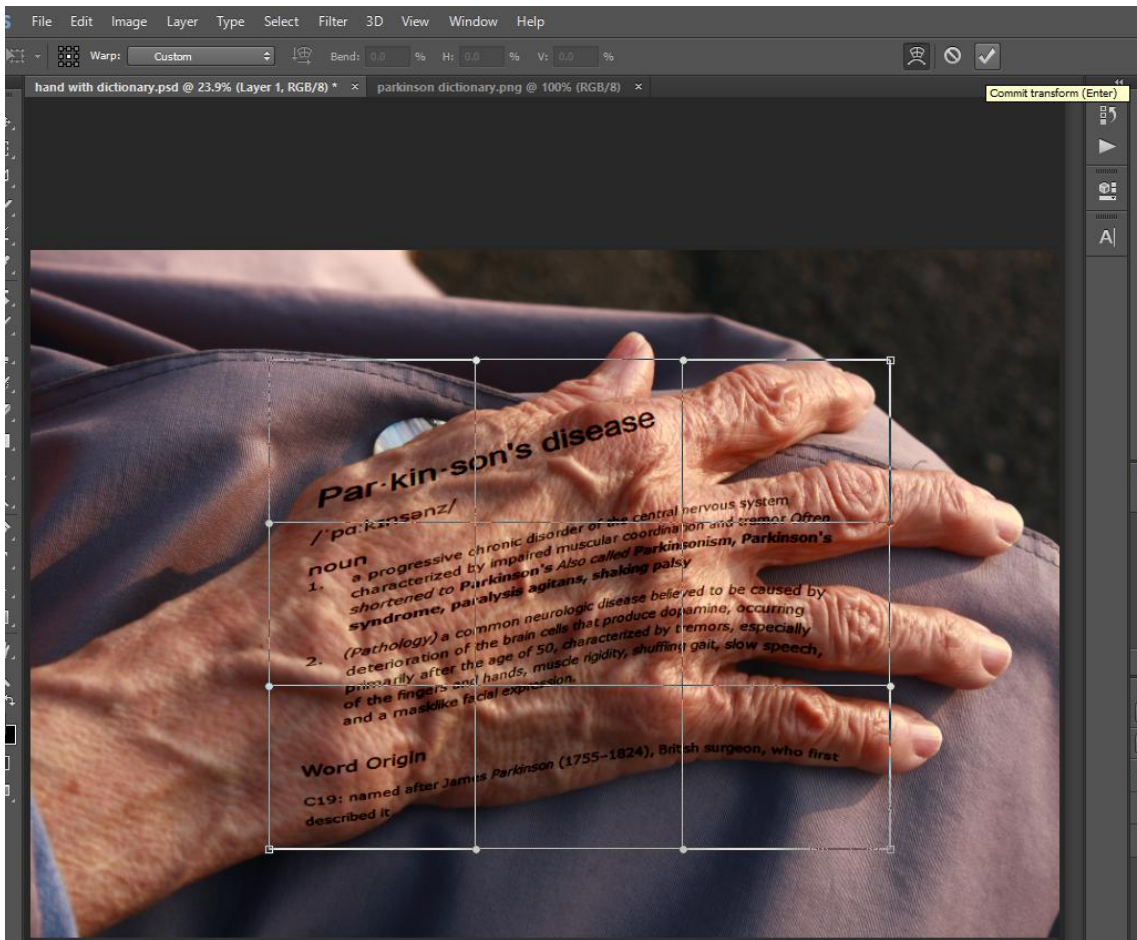 File Edit Image Layer Type Select Filter 3D View Window Help
Warp: Custom Bend: 0.0 % H: 0.0 % V: 0.0 %
hand with dictionary.psd @ 23.9% (Layer 1, RGB/8) * × parkinson dictionary.png @ 100% (RGB/8) ×
Commit transform (Enter)
A
Par·kin·son's disease
/ˈpɑːkɪnsənz/
noun
1. a progressive chronic disorder of the central nervous system
characterized by impaired muscular coordination and tremor Often
shortened to Parkinson's Also called Parkinsonism, Parkinson's
syndrome, paralysis agitans, shaking palsy
2. (Pathology) a common neurologic disease believed to be caused by
deterioration of the brain cells that produce dopamine, occurring
primarily after the age of 50, characterized by tremors, especially
of the fingers and hands, muscle rigidity, shuffling gait, slow speech,
and a masklike facial expression.
Word Origin
C19: named after James Parkinson (1755–1824), British surgeon, who first
described it